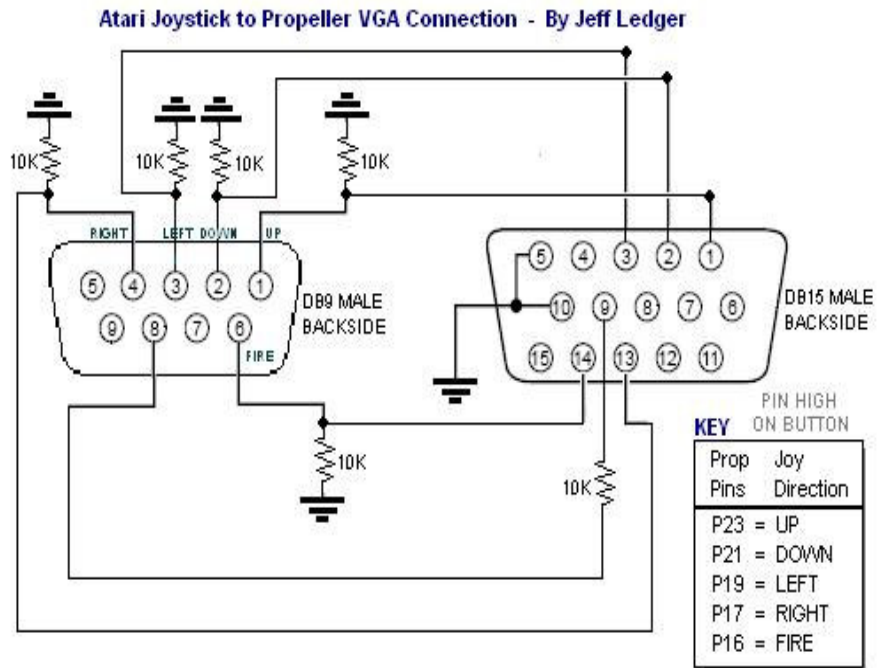 Atari Joystick to Propeller VGA Connection - By Jeff Ledger
10K
10K
10K
10K
RIGHT
LEFT
DOWN
UP
5
4
3
2
1
9
8
7
6
FIRE
DB9 MALE
BACKSIDE
5
4
3
2
1
10
9
8
7
6
15
14
13
12
11
DB15 MALE
BACKSIDE
10K
10K
PIN HIGH
ON BUTTON
KEY
Prop Joy
Pins Direction
P23 = UP
P21 = DOWN
P19 = LEFT
P17 = RIGHT
P16 = FIRE